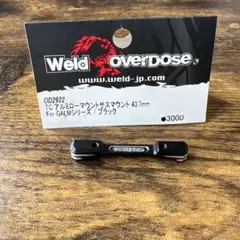 Weld OVERDOSE
www.weld-jp.com
OD2922
TC アルミローマウントサスマウント 43.7mm
For GALMシリーズ / ブラック
●3000